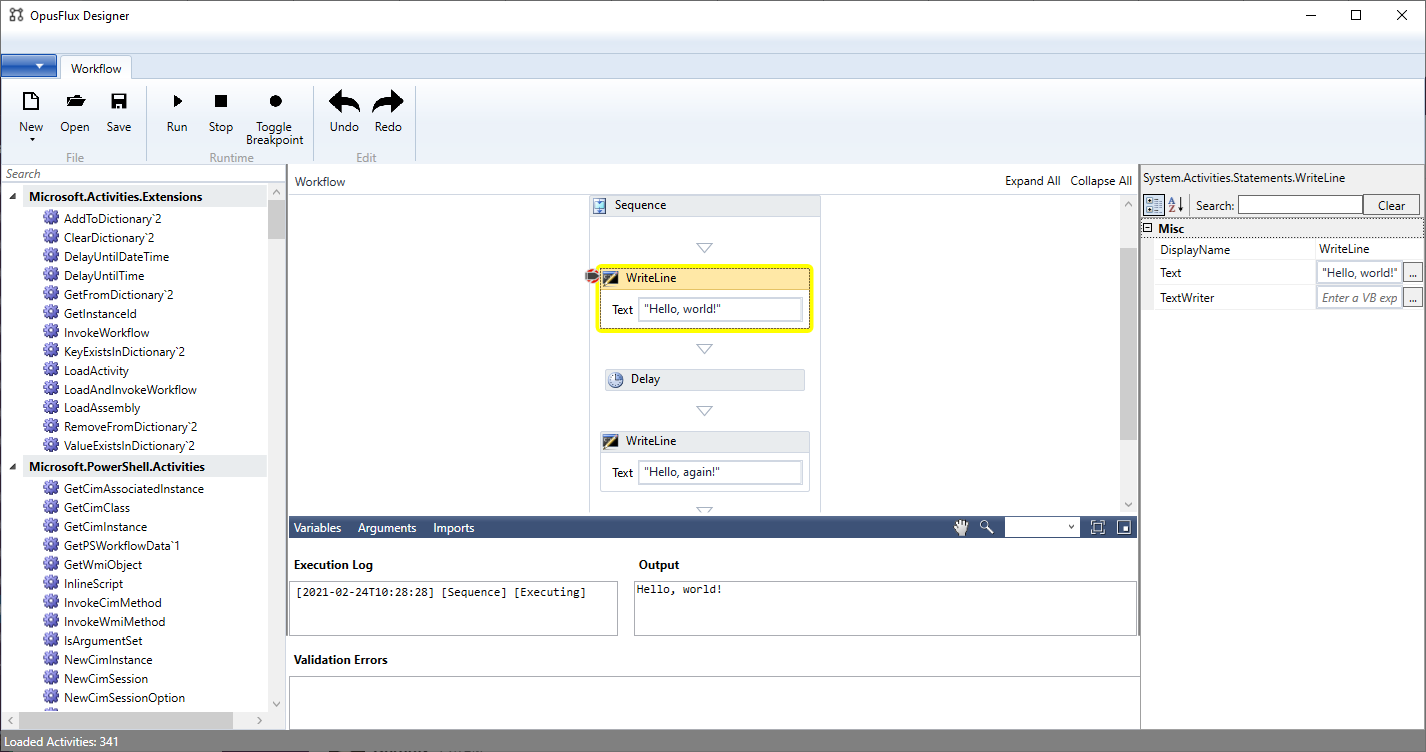 OpusFlux Designer
Workflow
New
Open
Save
Run
Stop
Toggle
Breakpoint
Undo
Redo
File
Runtime
Edit
Search
Microsoft.Activities.Extensions
AddToDictionary`2
ClearDictionary`2
DelayUntilDateTime
DelayUntilTime
GetFromDictionary`2
GetInstanceId
InvokeWorkflow
KeyExistsInDictionary`2
LoadActivity
LoadAndInvokeWorkflow
LoadAssembly
RemoveFromDictionary`2
ValueExistsInDictionary`2
Microsoft.PowerShell.Activities
GetCimAssociatedInstance
GetCimClass
GetCimInstance
GetPSWorkflowData`1
GetWmiObject
InlineScript
InvokeCimMethod
InvokeWmiMethod
IsArgumentSet
NewCimInstance
NewCimSession
NewCimSessionOption
Workflow
Expand All
Collapse All
Sequence
WriteLine
Text "Hello, world!"
Delay
WriteLine
Text "Hello, again!"
Variables Arguments Imports
Execution Log
[2021-02-24T10:28:28] [Sequence] [Executing]
Output
Hello, world!
Validation Errors
System.Activities.Statements.WriteLine
Search:
Clear
Misc
DisplayName WriteLine
Text "Hello, world!" ...
TextWriter Enter a VB exp ...
Loaded Activities: 341